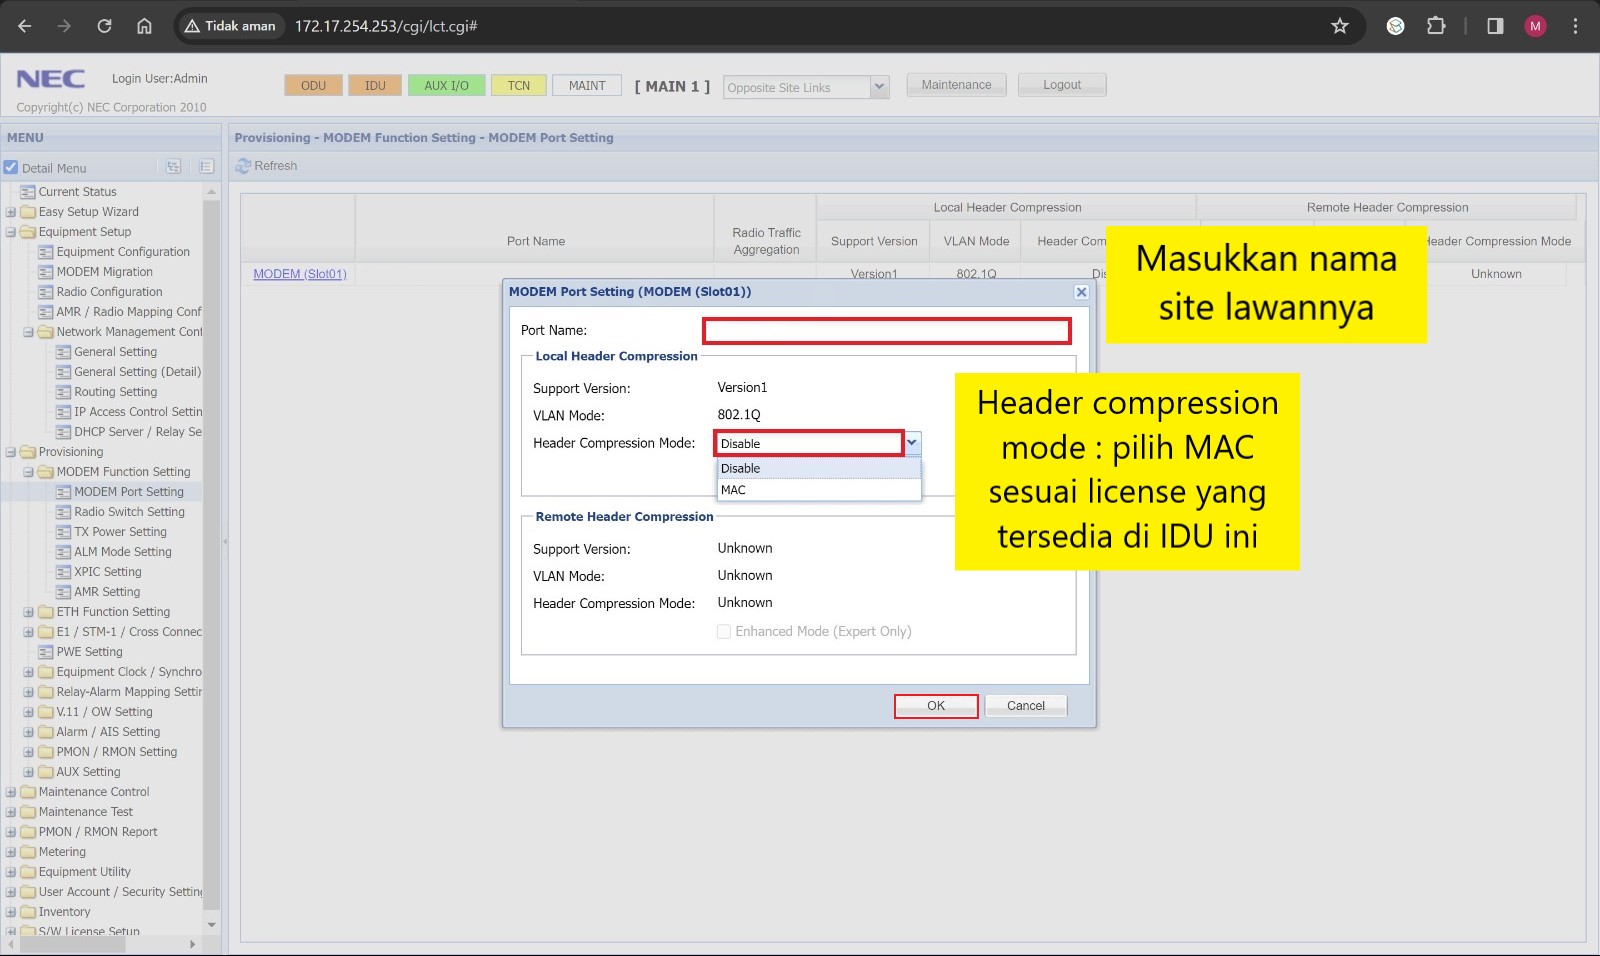 Tidak aman
172.17.254.253/cgi/lct.cgi#
M
NEC
Login User:Admin
Copyright(c) NEC Corporation 2010
ODU
IDU
AUX I/O
TCN
MAINT
[ MAIN 1 ]
Opposite Site Links
Maintenance
Logout
MENU
Detail Menu
Current Status
Easy Setup Wizard
Equipment Setup
Equipment Configuration
MODEM Migration
Radio Configuration
AMR / Radio Mapping Conf
Network Management Conf
General Setting
General Setting (Detail)
Routing Setting
IP Access Control Settin
DHCP Server / Relay Se
Provisioning
MODEM Function Setting
MODEM Port Setting
Radio Switch Setting
TX Power Setting
ALM Mode Setting
XPIC Setting
AMR Setting
ETH Function Setting
E1 / STM-1 / Cross Connec
PWE Setting
Equipment Clock / Synchro
Relay-Alarm Mapping Settin
V.11 / OW Setting
Alarm / AIS Setting
PMON / RMON Setting
AUX Setting
Maintenance Control
Maintenance Test
PMON / RMON Report
Metering
Equipment Utility
User Account / Security Setting
Inventory
S/W License Setup
Provisioning - MODEM Function Setting - MODEM Port Setting
Refresh
Local Header Compression
Remote Header Compression
Port Name
Radio Traffic
Aggregation
Support Version
VLAN Mode
Header Com
Header Compression Mode
MODEM (Slot01)
Version1
802.1Q
Dis
Unknown
MODEM Port Setting (MODEM (Slot01))
Port Name:
Local Header Compression
Support Version:
Version1
VLAN Mode:
802.1Q
Header Compression Mode:
Disable
Disable
MAC
Remote Header Compression
Support Version:
Unknown
VLAN Mode:
Unknown
Header Compression Mode:
Unknown
Enhanced Mode (Expert Only)
OK
Cancel
Masukkan nama
site lawannya
Header compression
mode : pilih MAC
sesuai license yang
tersedia di IDU ini